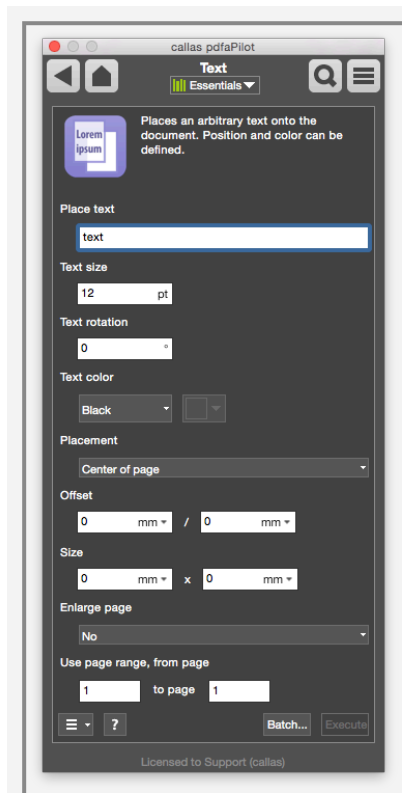 callas pdfaPilot
Text
Essentials
Lorem
ipsum
Places an arbitrary text onto the
document. Position and color can be
defined.
Place text
text
Text size
12 pt
Text rotation
0 °
Text color
Black
Placement
Center of page
Offset
0 mm / 0 mm
Size
0 mm x 0 mm
Enlarge page
No
Use page range, from page
1 to page 1
? Batch... Execute
Licensed to Support (callas)